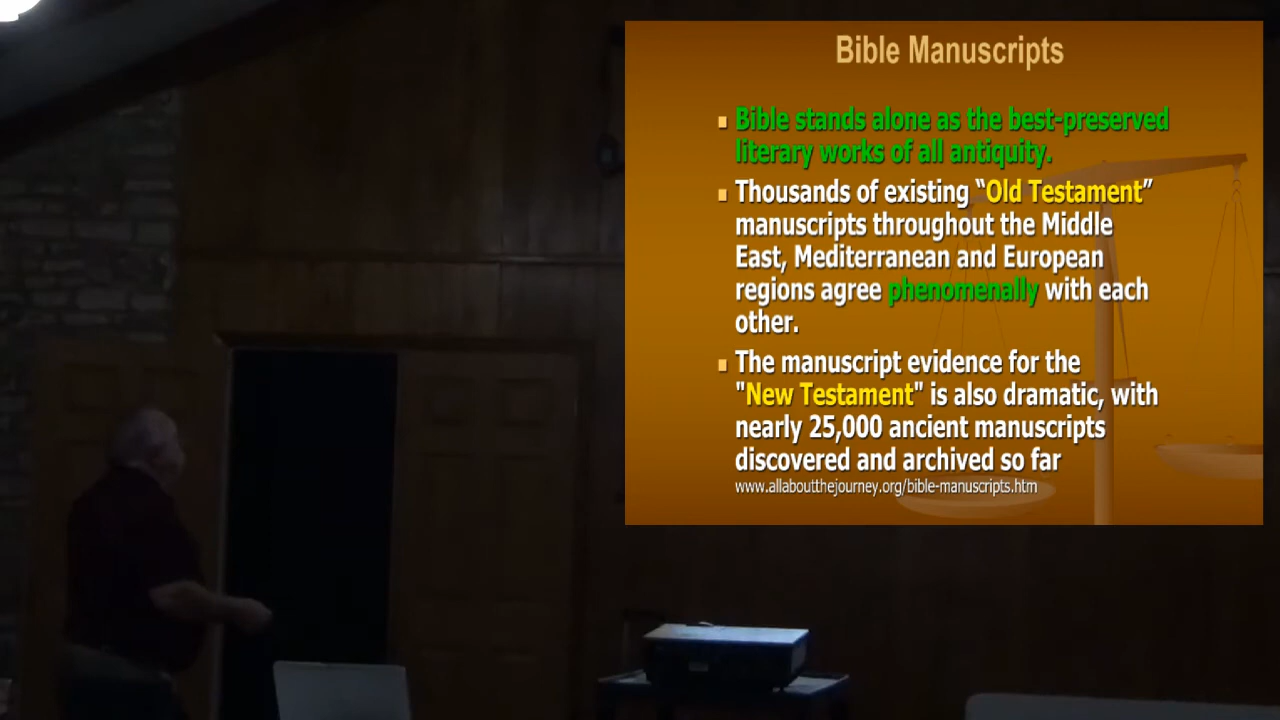 Bible Manuscripts
Bible stands alone as the best-preserved
literary works of all antiquity.
Thousands of existing “Old Testament”
manuscripts throughout the Middle
East, Mediterranean and European
regions agree phenomenally with each
other.
The manuscript evidence for the
"New Testament" is also dramatic, with
nearly 25,000 ancient manuscripts
discovered and archived so far
www.allaboutthejourney.org/bible-manuscripts.htm